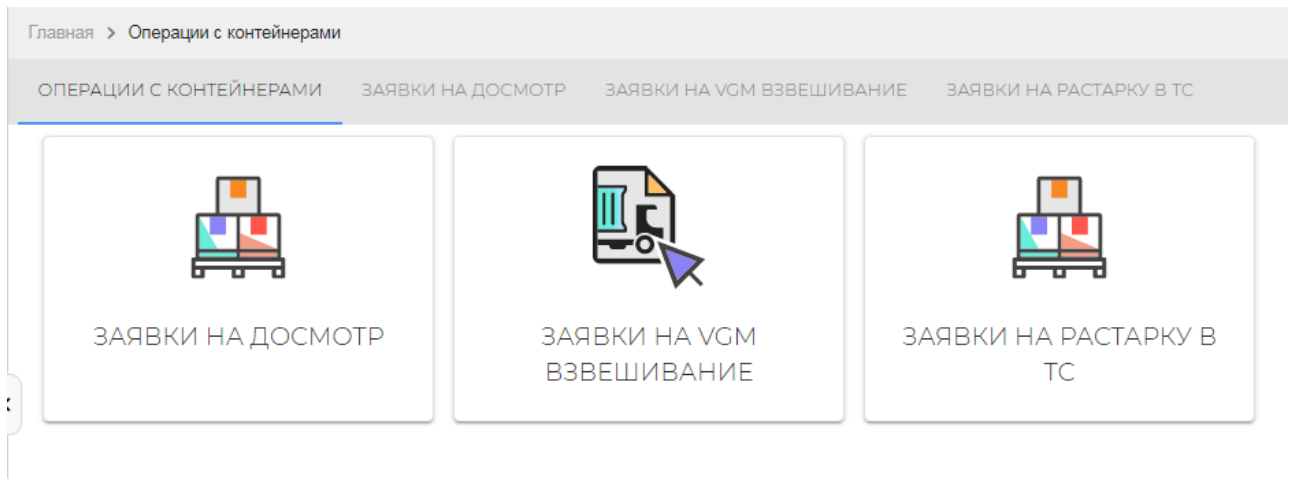 Главная > Операции с контейнерами
ОПЕРАЦИИ С КОНТЕЙНЕРАМИ ЗАЯВКИ НА ДОСМОТР ЗАЯВКИ НА VGM ВЗВЕШИВАНИЕ ЗАЯВКИ НА РАСТАРКУ В ТС
ЗАЯВКИ НА ДОСМОТР
ЗАЯВКИ НА VGM
ВЗВЕШИВАНИЕ
ЗАЯВКИ НА РАСТАРКУ В
ТС